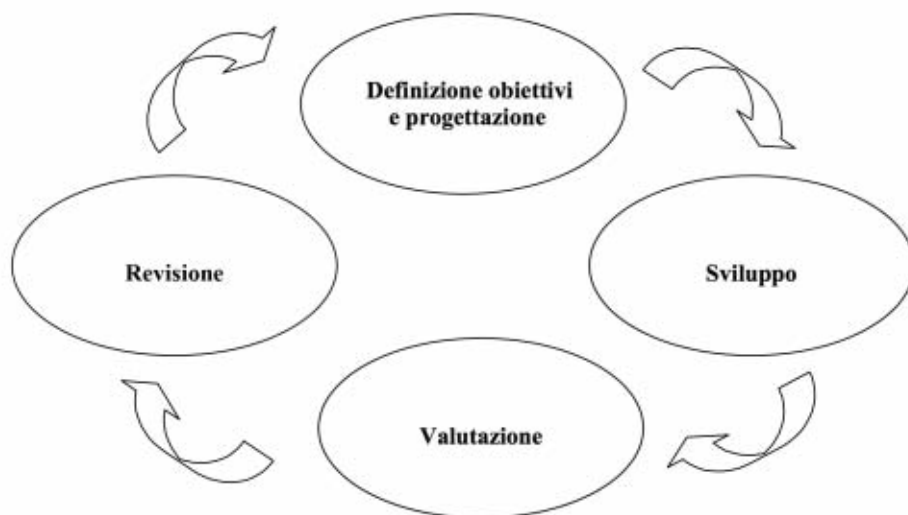 Definizione obiettivi
e progettazione
Revisione
Sviluppo
Valutazione